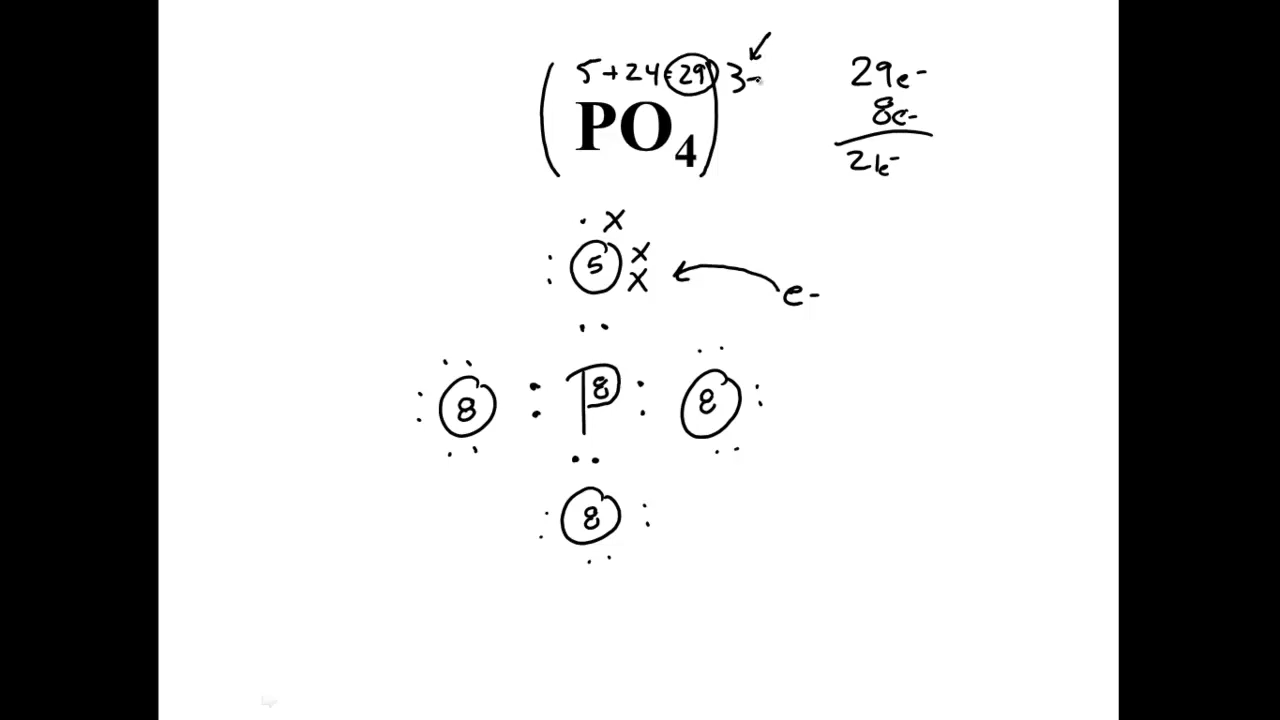 5+24=29 3-
PO4
29e-
8e-
21e-
X
5 X
X
e-
8 P 8 8
8